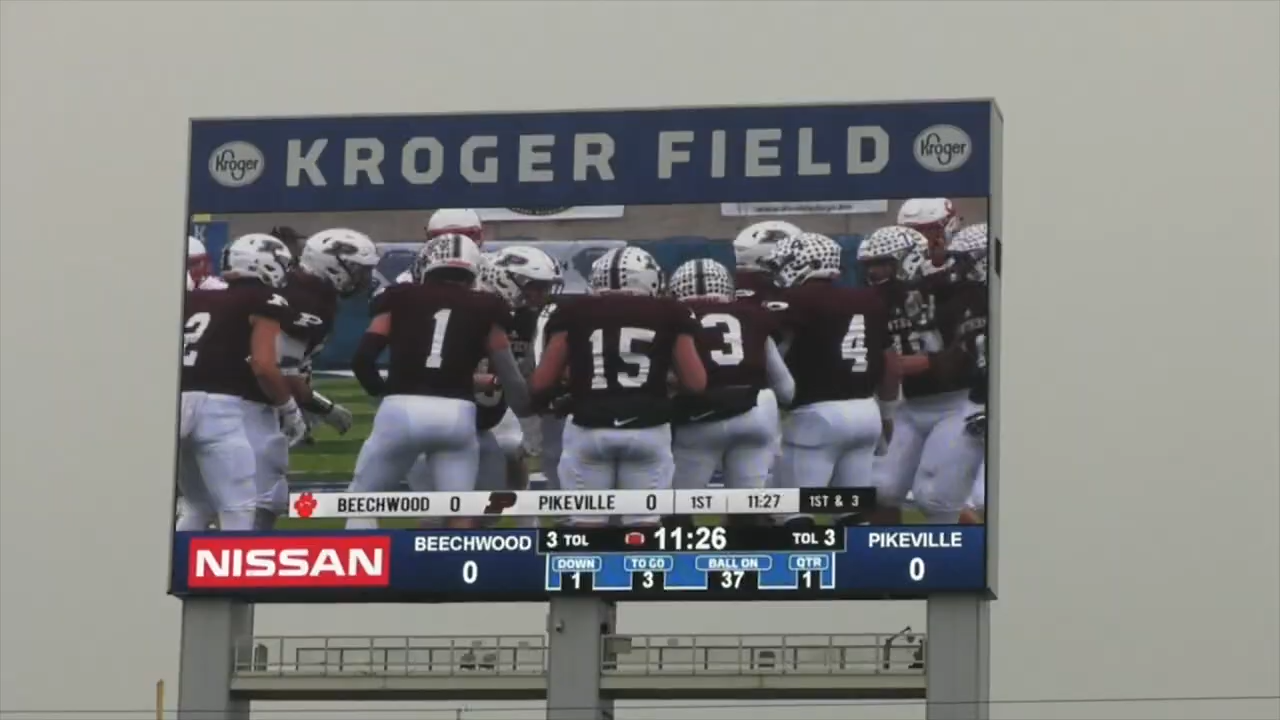 Kroger KROGER FIELD Kroger
2 1 15 3 4
BEECHWOOD 0 P PIKEVILLE 0 1ST 11:27 1ST & 3
NISSAN
BEECHWOOD 3 TOL 11:26 TOL 3 PIKEVILLE
0 0
DOWN TO GO BALL ON QTR
1 3 37 1